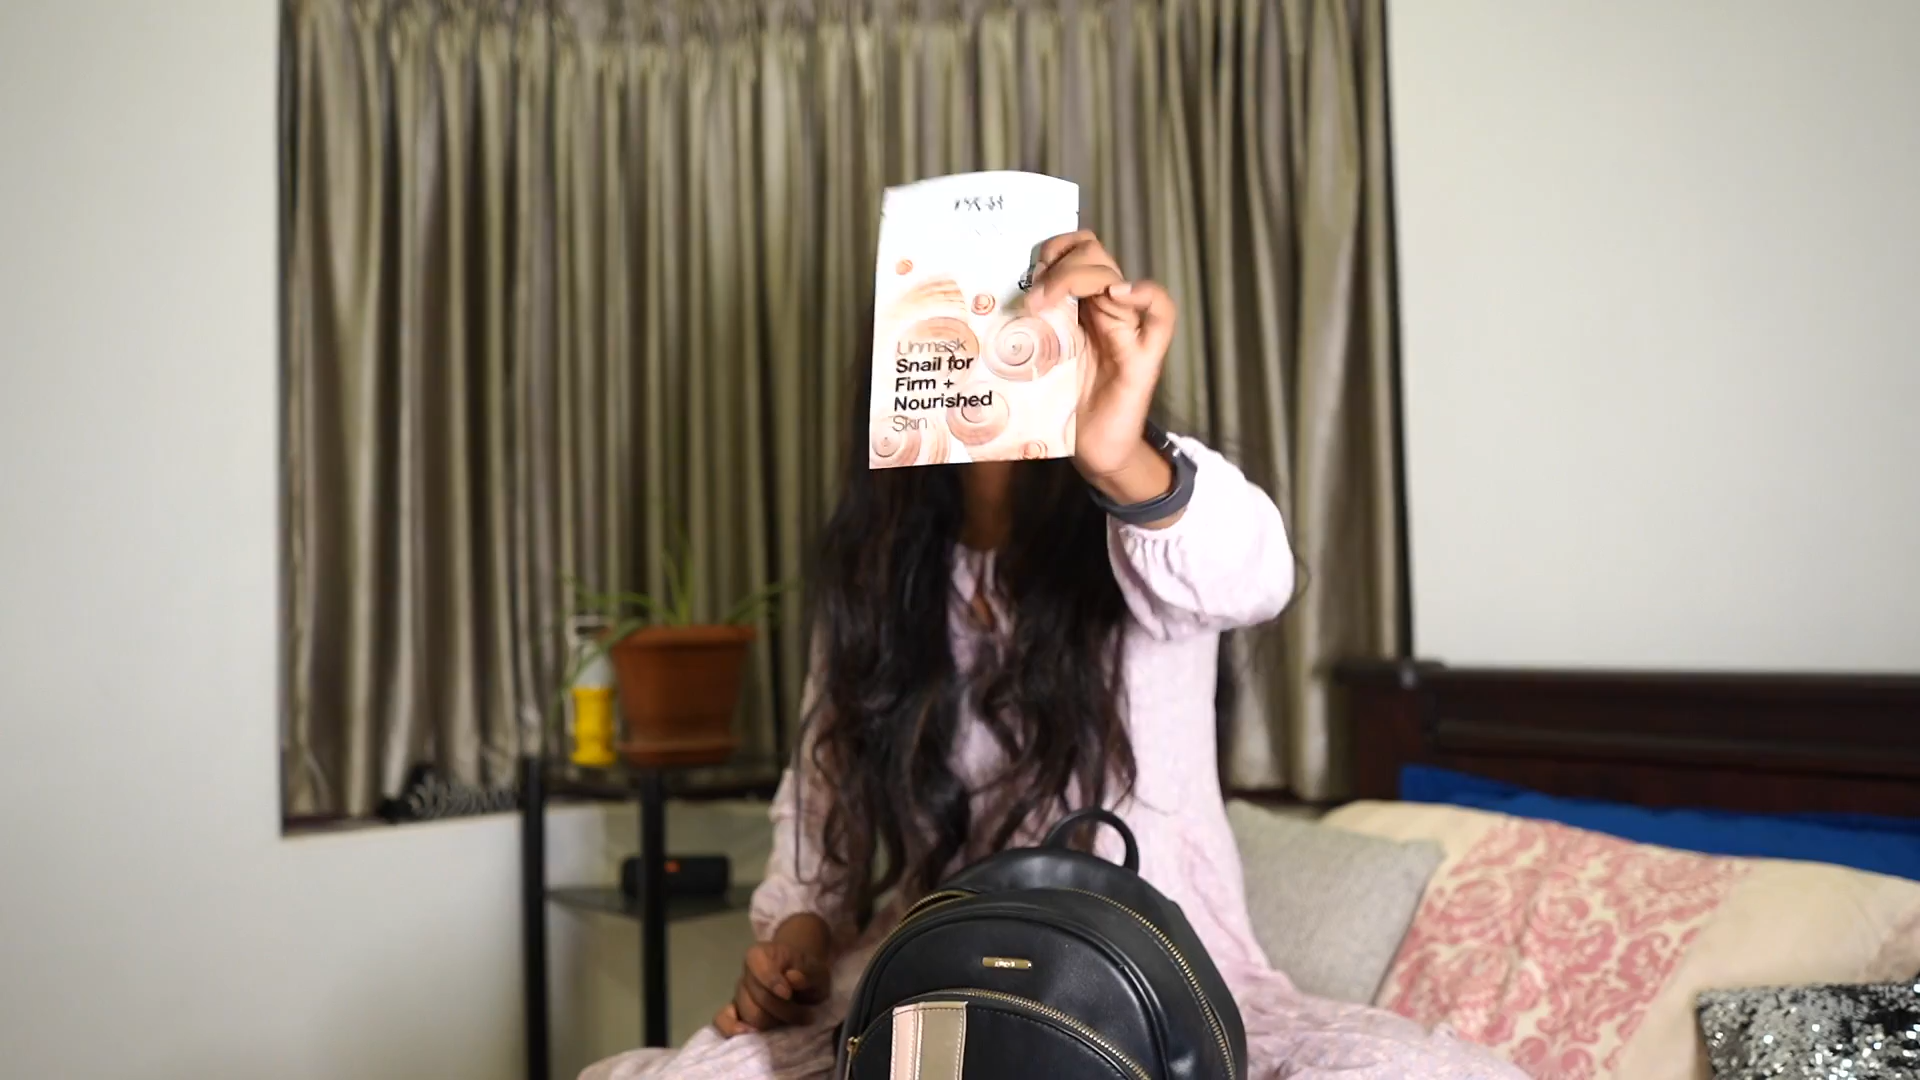 Unmask
Snail for
Firm +
Nourished
Skin